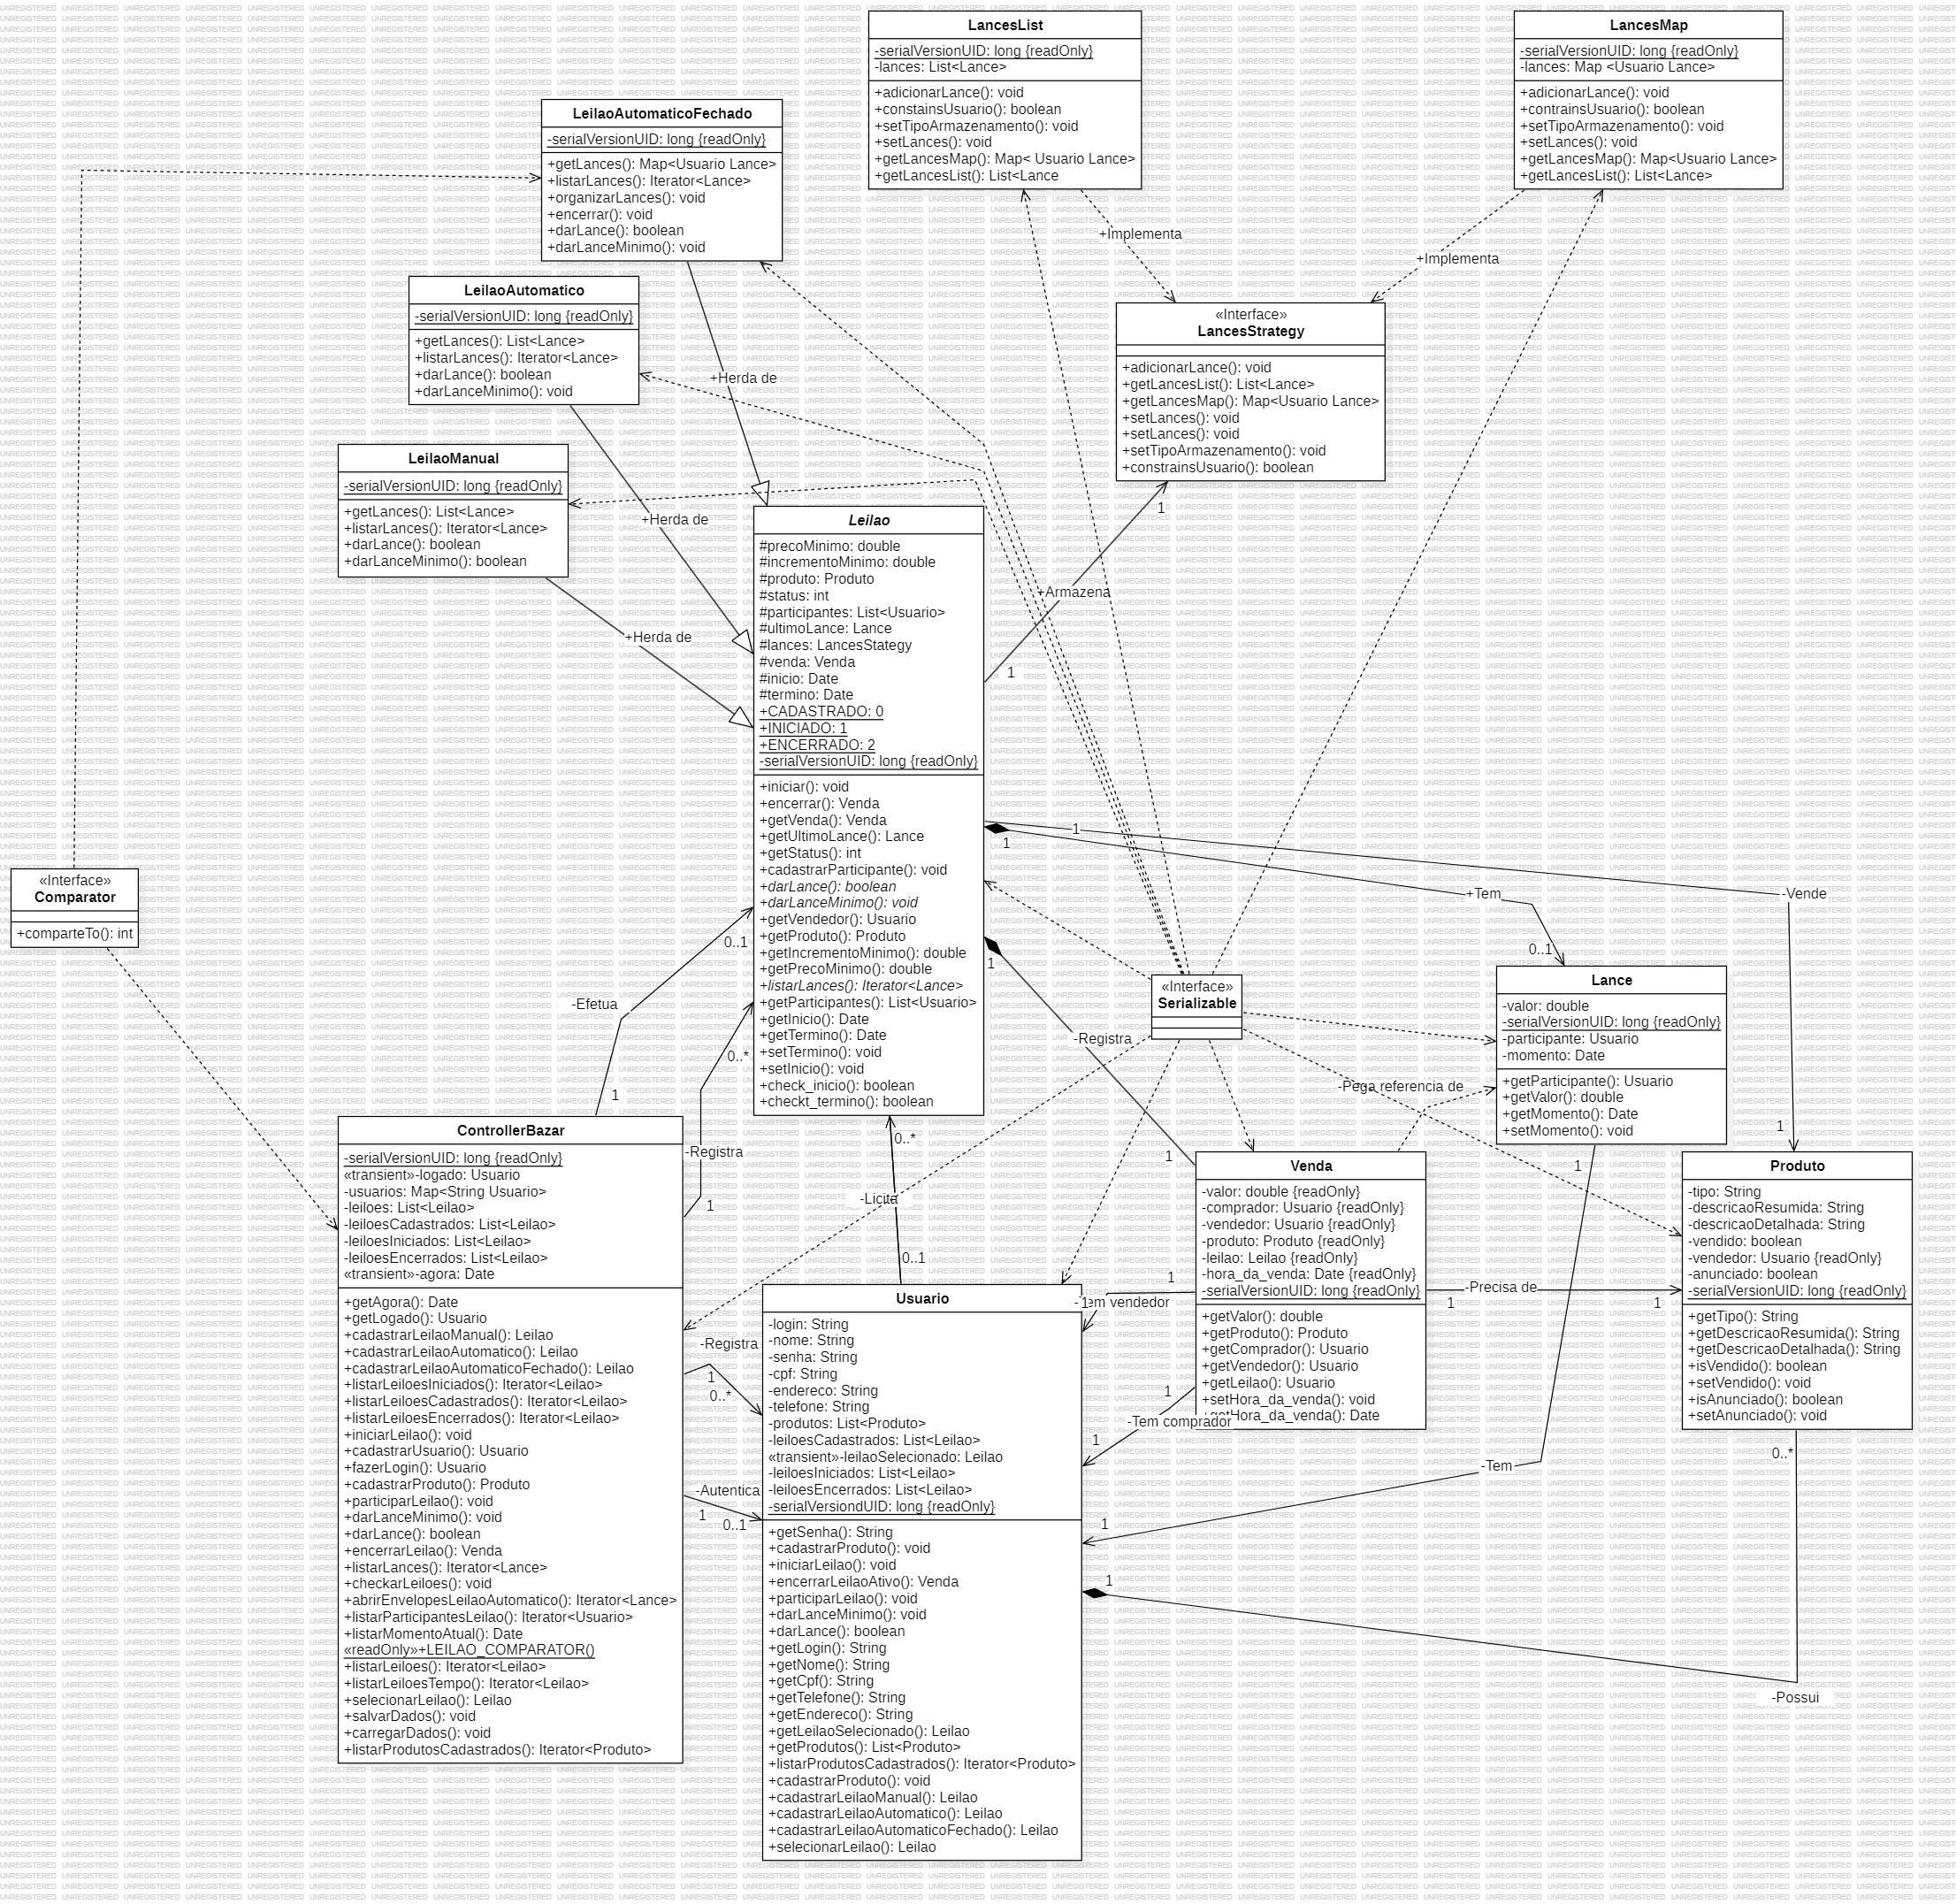 LancesList
-serialVersionUID: long {readOnly}
-lances: List<Lance>
+adicionarLance(): void
+constainsUsuario(): boolean
+setTipoArmazenamento(): void
+setLances(): void
+getLancesMap(): Map< Usuario Lance>
+getLancesList(): List<Lance
LancesMap
-serialVersionUID: long {readOnly}
-lances: Map <Usuario Lance>
+adicionarLance(): void
+contrainsUsuario(): boolean
+setTipoArmazenamento(): void
+setLances(): void
+getLancesMap(): Map<Usuario Lance>
+getLancesList(): List<Lance>
LeilaoAutomaticoFechado
-serialVersionUID: long {readOnly}
+getLances(): Map<Usuario Lance>
+listarLances(): Iterator<Lance>
+organizarLances(): void
+encerrar(): void
+darLance(): boolean
+darLanceMinimo(): void
+Implementa
+Implementa
LeilaoAutomatico
-serialVersionUID: long {readOnly}
+getLances(): List<Lance>
+listarLances(): Iterator<Lance>
+darLance(): boolean
+darLanceMinimo(): void
«Interface»
LancesStrategy
+adicionarLance(): void
+getLancesList(): List<Lance>
+getLancesMap(): Map<Usuario Lance>
+setLances(): void
+setLances(): void
+setTipoArmazenamento(): void
+constrainsUsuario(): boolean
+Herda de
LeilaoManual
-serialVersionUID: long {readOnly}
+getLances(): List<Lance>
+listarLances(): Iterator<Lance>
+darLance(): boolean
+darLanceMinimo(): boolean
+Herda de
+Herda de
1
+Armazena
1
Leilao
#precoMinimo: double
#incrementoMinimo: double
#produto: Produto
#status: int
#participantes: List<Usuario>
#ultimoLance: Lance
#lances: LancesStategy
#venda: Venda
#inicio: Date
#termino: Date
+CADASTRADO: 0
+INICIADO: 1
+ENCERRADO: 2
-serialVersionUID: long {readOnly}
+iniciar(): void
+encerrar(): Venda
+getVenda(): Venda
+getUltimoLance(): Lance
+getStatus(): int
+cadastrarParticipante(): void
+darLance(): boolean
+darLanceMinimo(): void
+getVendedor(): Usuario
+getProduto(): Produto
+getIncrementoMinimo(): double
+getPrecoMinimo(): double
+listarLances(): Iterator<Lance>
+getParticipantes(): List<Usuario>
+getInicio(): Date
+getTermino(): Date
+setTermino(): void
+setInicio(): void
+check_inicio(): boolean
+checkt_termino(): boolean
1
1
+Tem
-Vende
0..1
1
«Interface»
Comparator
+comparteTo(): int
0..1
-Efetua
1
0..*
-Registra
1
1
-Registra
1
«Interface»
Serializable
Lance
-valor: double
-serialVersionUID: long {readOnly}
-participante: Usuario
-momento: Date
+getParticipante(): Usuario
+getValor(): double
+getMomento(): Date
+setMomento(): void
-Pega referencia de
1
0..*
-Licita
0..1
ControllerBazar
-serialVersionUID: long {readOnly}
«transient»-logado: Usuario
-usuarios: Map<String Usuario>
-leiloes: List<Leilao>
-leiloesCadastrados: List<Leilao>
-leiloesIniciados: List<Leilao>
-leiloesEncerrados: List<Leilao>
«transient»-agora: Date
+getAgora(): Date
+getLogado(): Usuario
+cadastrarLeilaoManual(): Leilao
+cadastrarLeilaoAutomatico(): Leilao
+cadastrarLeilaoAutomaticoFechado(): Leilao
+listarLeiloesIniciados(): Iterator<Leilao>
+listarLeiloesCadastrados(): Iterator<Leilao>
+listarLeiloesEncerrados(): Iterator<Leilao>
+iniciarLeilao(): void
+cadastrarUsuario(): Usuario
+fazerLogin(): Usuario
+cadastrarProduto(): Produto
+participarLeilao(): void
+darLanceMinimo(): void
+darLance(): boolean
+encerrarLeilao(): Venda
+listarLances(): Iterator<Lance>
+checkarLeiloes(): void
+abrirEnvelopesLeilaoAutomatico(): Iterator<Lance>
+listarParticipantesLeilao(): Iterator<Usuario>
+listarMomentoAtual(): Date
«readOnly»+LEILAO_COMPARATOR()
+listarLeiloes(): Iterator<Leilao>
+listarLeiloesTempo(): Iterator<Leilao>
+selecionarLeilao(): Leilao
+salvarDados(): void
+carregarDados(): void
+listarProdutosCadastrados(): Iterator<Produto>
-Registra
1
0..*
-Autentica
1
0..1
Usuario
-login: String
-nome: String
-senha: String
-cpf: String
-endereco: String
-telefone: String
-produtos: List<Produto>
-leiloesCadastrados: List<Leilao>
«transient»-leilaoSelecionado: Leilao
-leiloesIniciados: List<Leilao>
-leiloesEncerrados: List<Leilao>
-serialVersiondUID: long {readOnly}
+getSenha(): String
+cadastrarProduto(): void
+iniciarLeilao(): void
+encerrarLeilaoAtivo(): Venda
+participarLeilao(): void
+darLanceMinimo(): void
+darLance(): boolean
+getLogin(): String
+getNome(): String
+getCpf(): String
+getTelefone(): String
+getEndereco(): String
+getLeilaoSelecionado(): Leilao
+getProdutos(): List<Produto>
+listarProdutosCadastrados(): Iterator<Produto>
+cadastrarProduto(): void
+cadastrarLeilaoManual(): Leilao
+cadastrarLeilaoAutomatico(): Leilao
+cadastrarLeilaoAutomaticoFechado(): Leilao
+selecionarLeilao(): Leilao
1
1
-Tem vendedor
1
-Tem comprador
1
Venda
-valor: double {readOnly}
-comprador: Usuario {readOnly}
-vendedor: Usuario {readOnly}
-produto: Produto {readOnly}
-leilao: Leilao {readOnly}
-hora_da_venda: Date {readOnly}
-serialVersionUID: long {readOnly}
+getValor(): double
+getProduto(): Produto
+getComprador(): Usuario
+getVendedor(): Usuario
+getLeilao(): Usuario
+setHora_da_venda(): void
+getHora_da_venda(): Date
-Precisa de
1
1
Produto
-tipo: String
-descricaoResumida: String
-descricaoDetalhada: String
-vendido: boolean
-vendedor: Usuario {readOnly}
-anunciado: boolean
-serialVersionUID: long {readOnly}
+getTipo(): String
+getDescricaoResumida(): String
+getDescricaoDetalhada(): String
+isVendido(): boolean
+setVendido(): void
+isAnunciado(): boolean
+setAnunciado(): void
0..*
-Tem
1
1
-Possui